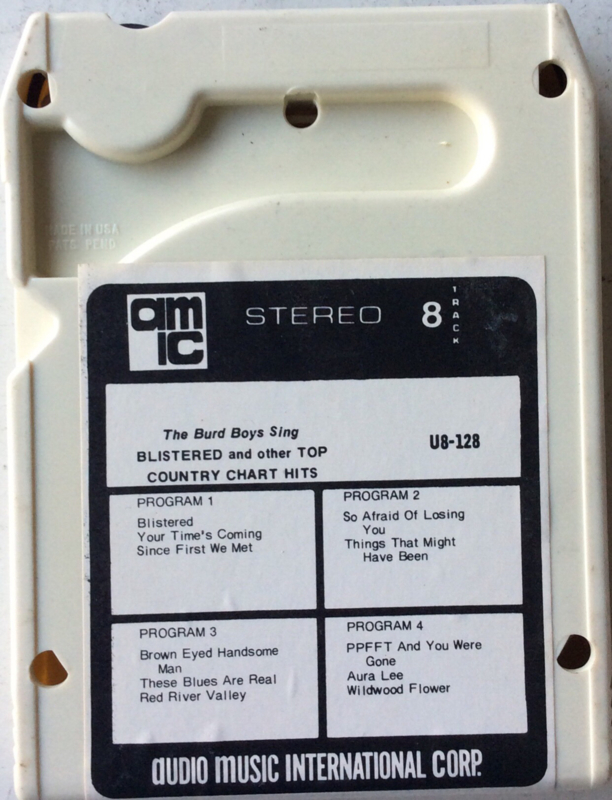 MADE IN USA
PATS. PEND
am
ic
STEREO
8
TRACK
The Burd Boys Sing
BLISTERED and other TOP
COUNTRY CHART HITS
U8-128
PROGRAM 1
Blistered
Your Time's Coming
Since First We Met
PROGRAM 2
So Afraid Of Losing
You
Things That Might
Have Been
PROGRAM 3
Brown Eyed Handsome
Man
These Blues Are Real
Red River Valley
PROGRAM 4
PPFFT And You Were
Gone
Aura Lee
Wildwood Flower
auDIO music INTERNATIONAL CORP.